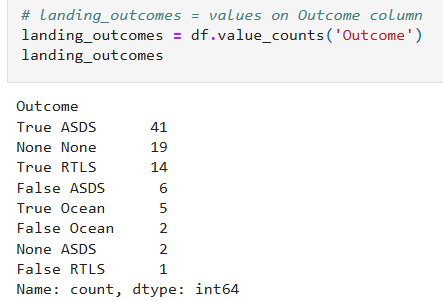 # landing_outcomes = values on Outcome column
landing_outcomes = df.value_counts('Outcome')
landing_outcomes
Outcome
True ASDS 41
None None 19
True RTLS 14
False ASDS 6
True Ocean 5
False Ocean 2
None ASDS 2
False RTLS 1
Name: count, dtype: int64